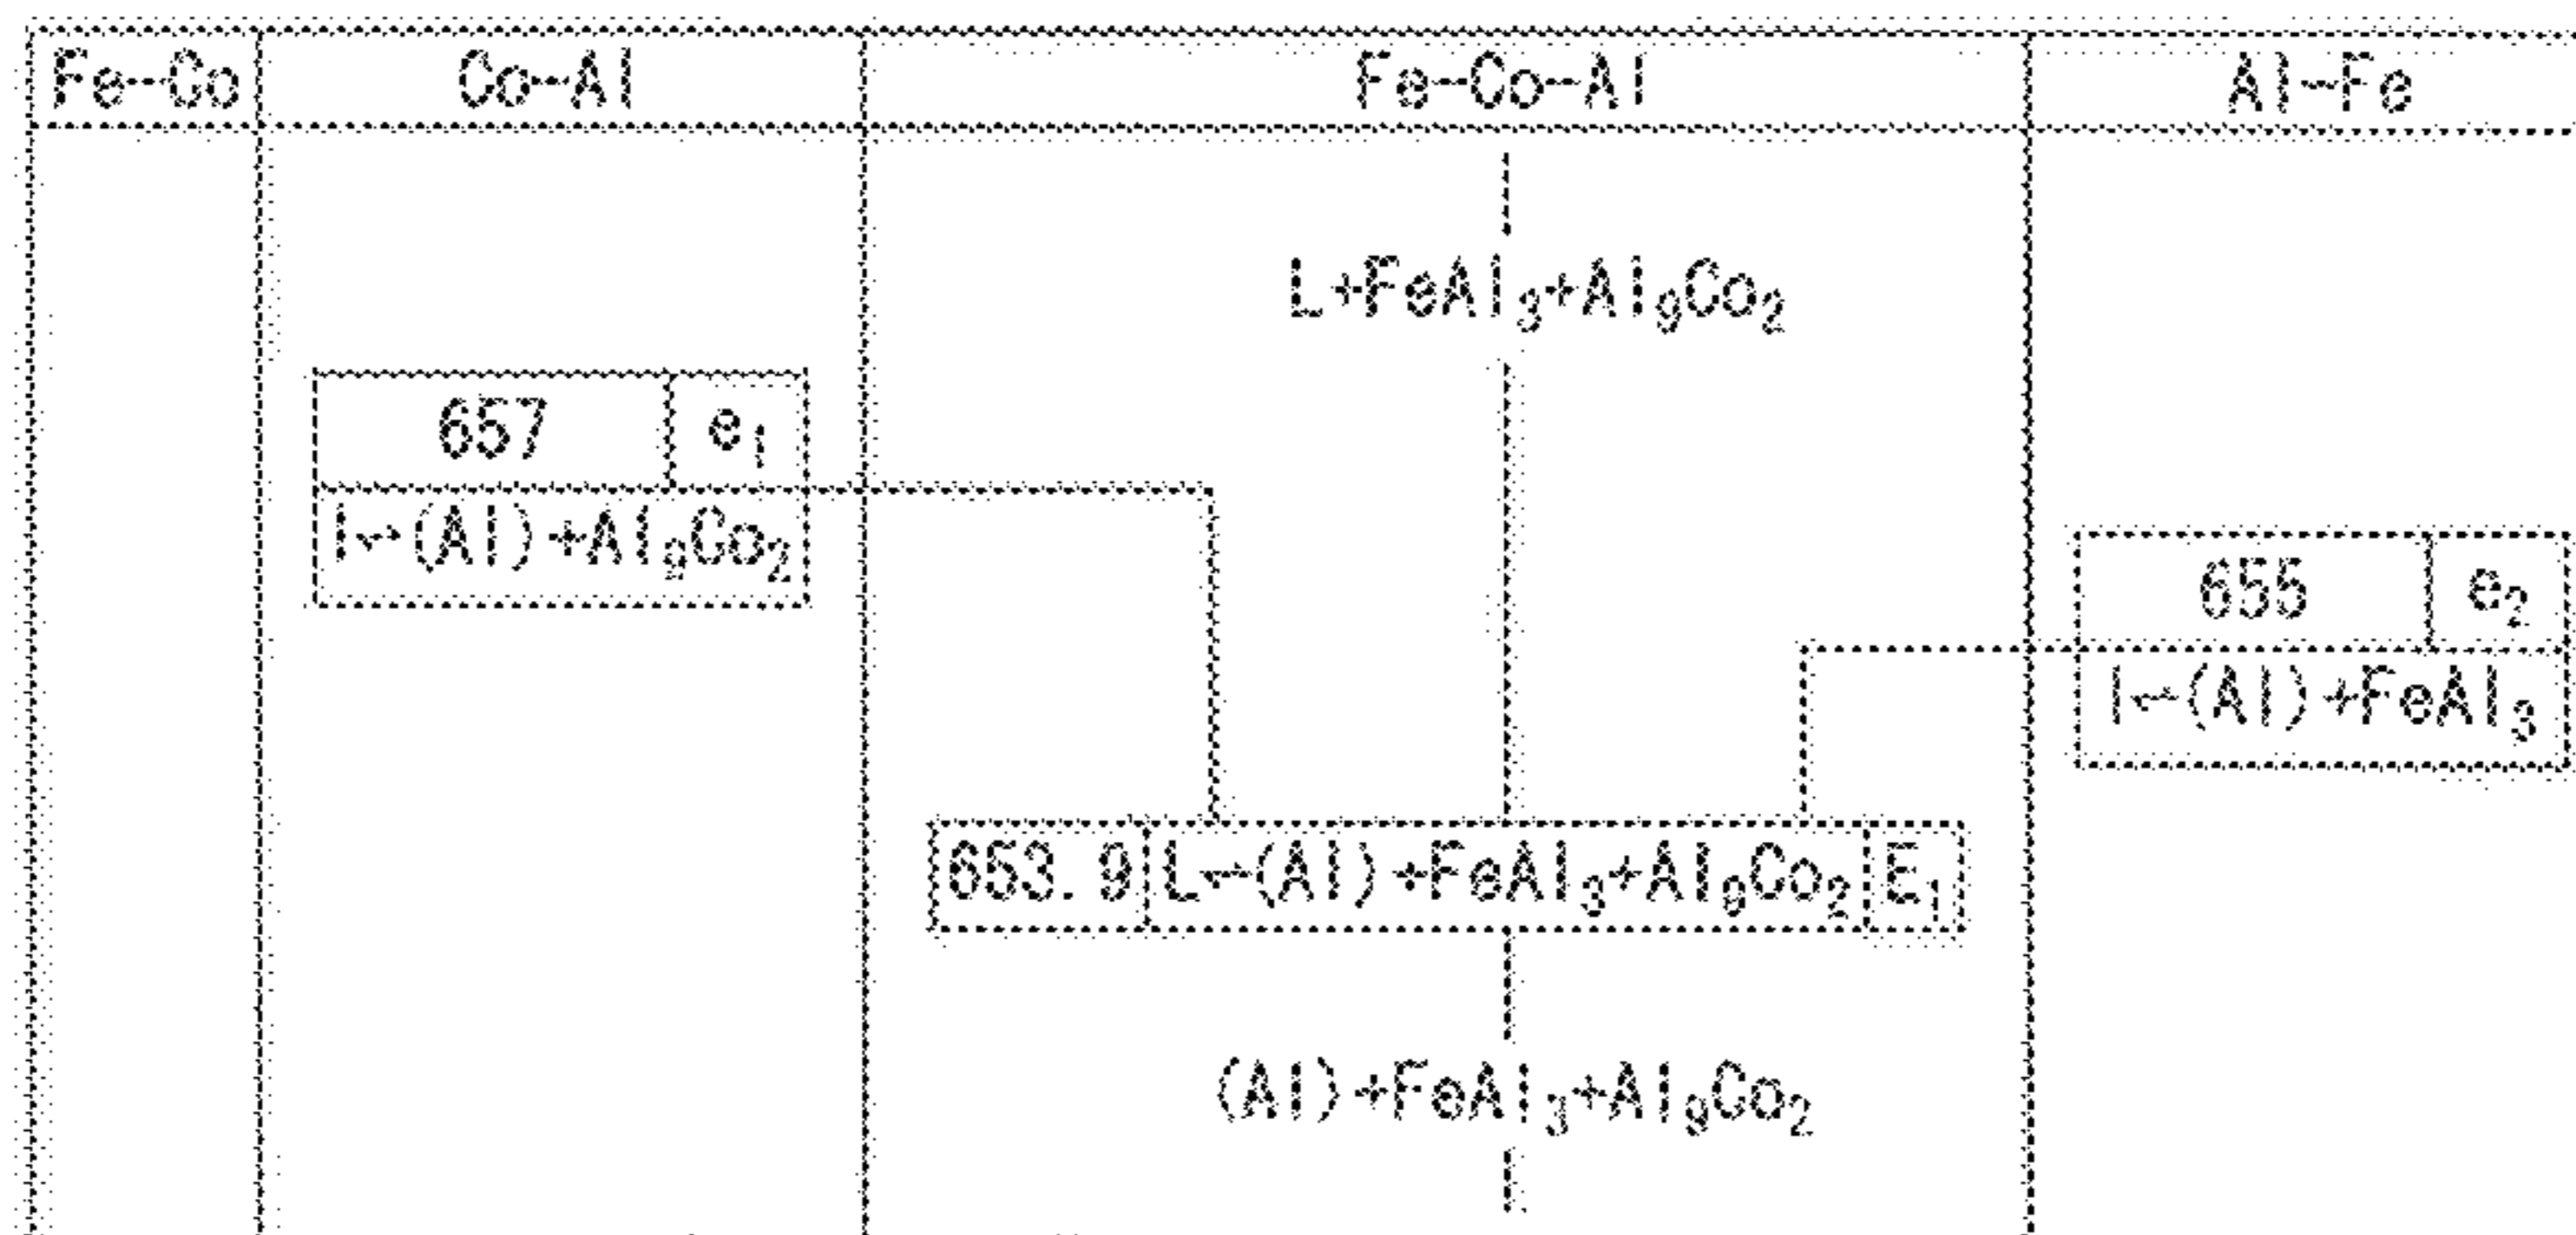 Fe-Co Co-Al Fe-Co-Al Al-Fe
L+FeAl₃+Al₉Co₂
657 e₁
l↔(Al)+Al₉Co₂
655 e₂
l↔(Al)+FeAl₃
653.9 L↔(Al)+FeAl₃+Al₉Co₂ E₁
(Al)+FeAl₃+Al₉Co₂